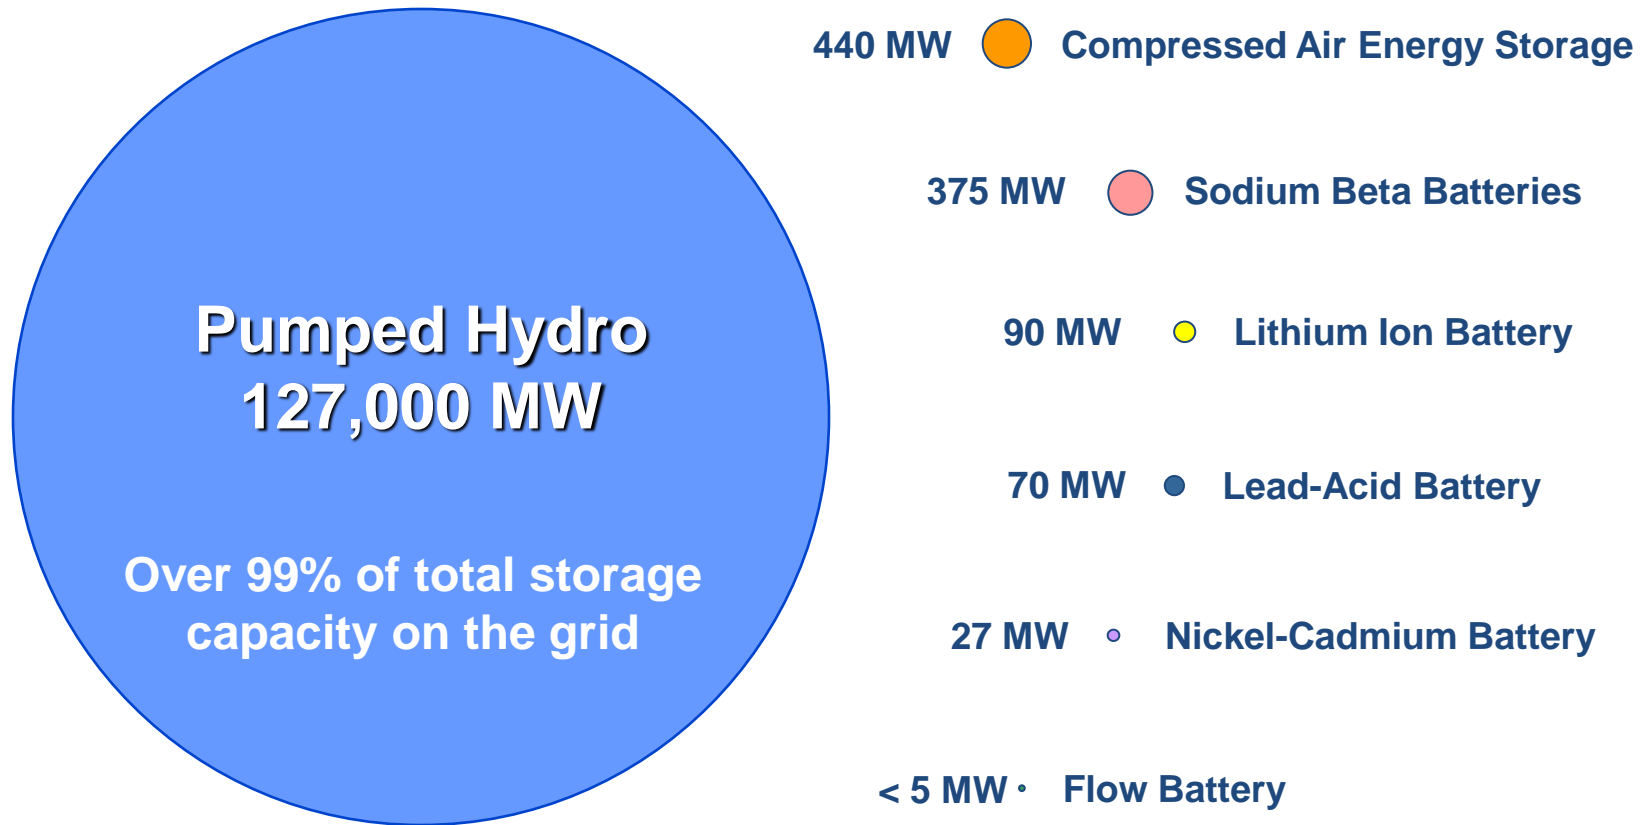 Pumped Hydro
127,000 MW
Over 99% of total storage
capacity on the grid
440 MW Compressed Air Energy Storage
375 MW Sodium Beta Batteries
90 MW Lithium Ion Battery
70 MW Lead-Acid Battery
27 MW Nickel-Cadmium Battery
< 5 MW Flow Battery